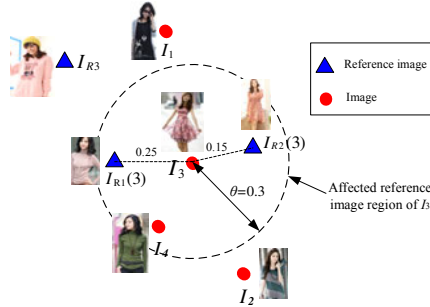 I1
IR3
Reference image
Image
IR2(3)
0.15
0.25
I3
IR1(3)
θ=0.3
Affected reference
image region of I3
I4
I2